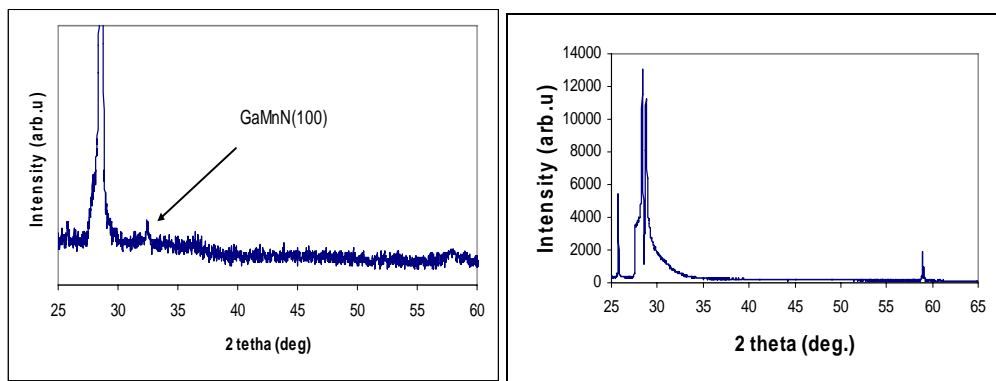 Intensity (arb.u)
GaMnN(100)
25 30 35 40 45 50 55 60
2 tetha (deg)
Intensity (arb.u)
14000
12000
10000
8000
6000
4000
2000
0
25 30 35 40 45 50 55 60 65
2 theta (deg.)